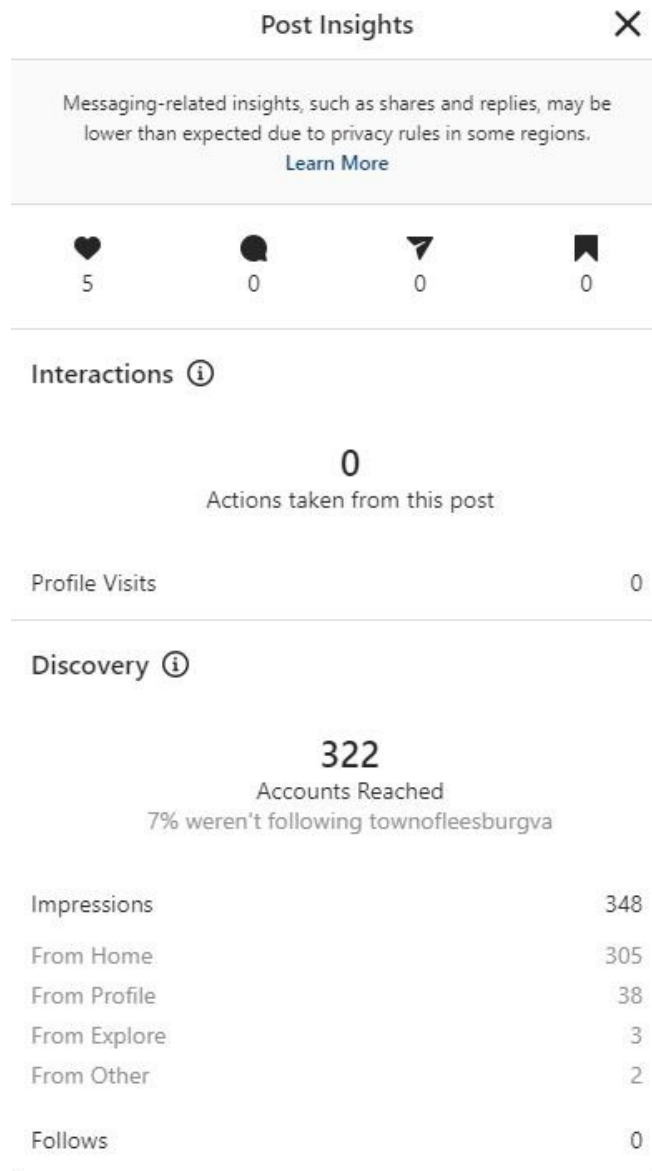 Post Insights
Messaging-related insights, such as shares and replies, may be
lower than expected due to privacy rules in some regions.
Learn More
5 0 0 0
Interactions
0
Actions taken from this post
Profile Visits 0
Discovery
322
Accounts Reached
7% weren't following townofleesburgva
Impressions 348
From Home 305
From Profile 38
From Explore 3
From Other 2
Follows 0